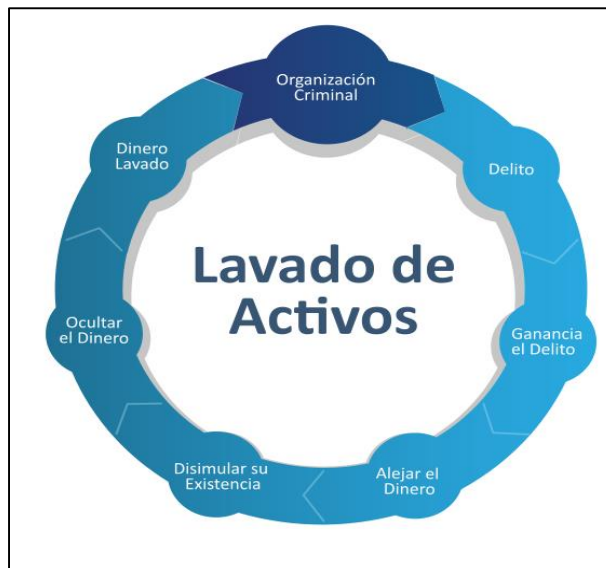 Organización
Criminal
Delito
Ganancia
el Delito
Alejar el
Dinero
Disimular su
Existencia
Ocultar
el Dinero
Dinero
Lavado
Lavado de
Activos